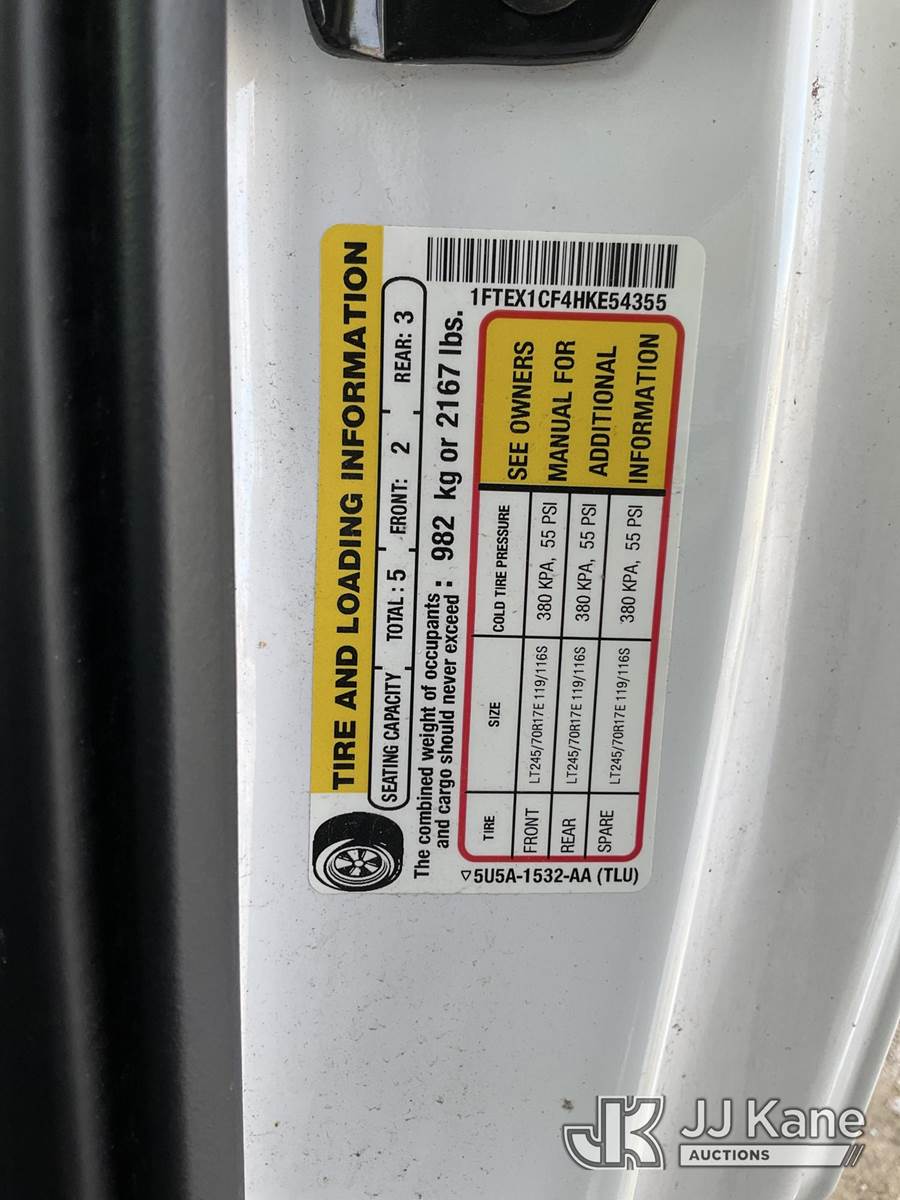 TIRE AND LOADING INFORMATION
SEATING CAPACITY TOTAL : 5 FRONT: 2 REAR: 3
The combined weight of occupants
and cargo should never exceed : 982 kg or 2167 lbs.
TIRE SIZE COLD TIRE PRESSURE
FRONT LT245/70R17E 119/116S 380 KPA, 55 PSI
REAR LT245/70R17E 119/116S 380 KPA, 55 PSI
SPARE LT245/70R17E 119/116S 380 KPA, 55 PSI
SEE OWNERS
MANUAL FOR
ADDITIONAL
INFORMATION
5U5A-1532-AA (TLU)
1FTEX1CF4HKE54355
JK JJ Kane
AUCTIONS